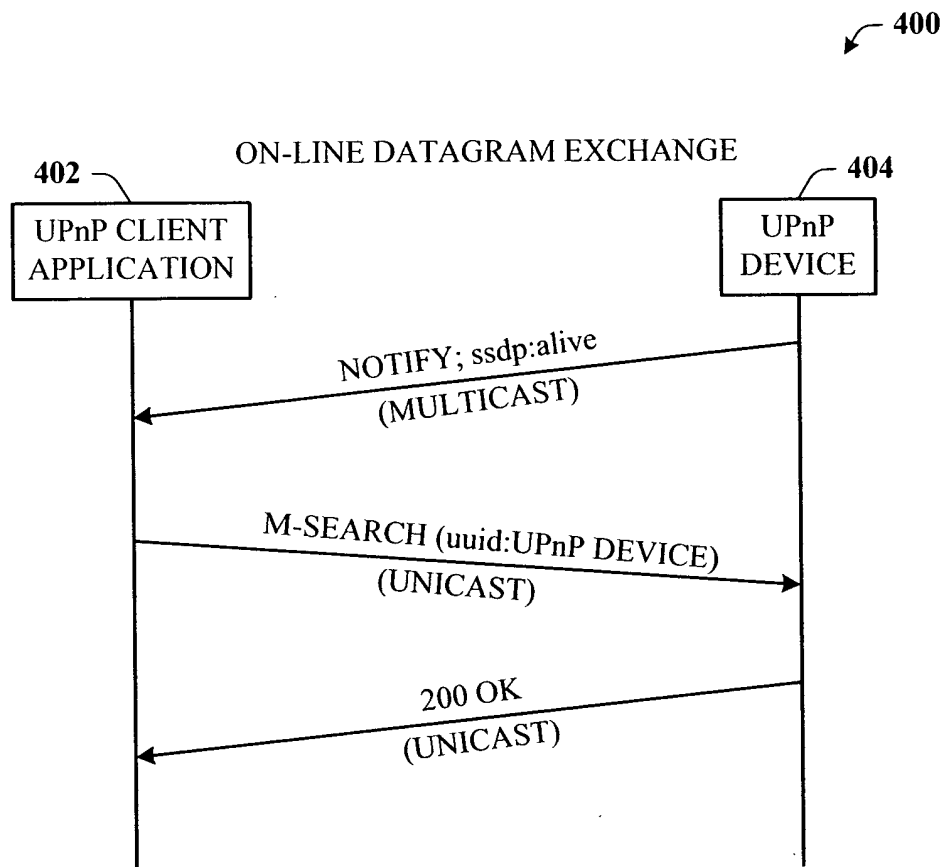 400
ON-LINE DATAGRAM EXCHANGE
402
404
UPnP CLIENT
APPLICATION
UPnP
DEVICE
NOTIFY; ssdp:alive
(MULTICAST)
M-SEARCH (uuid:UPnP DEVICE)
(UNICAST)
200 OK
(UNICAST)